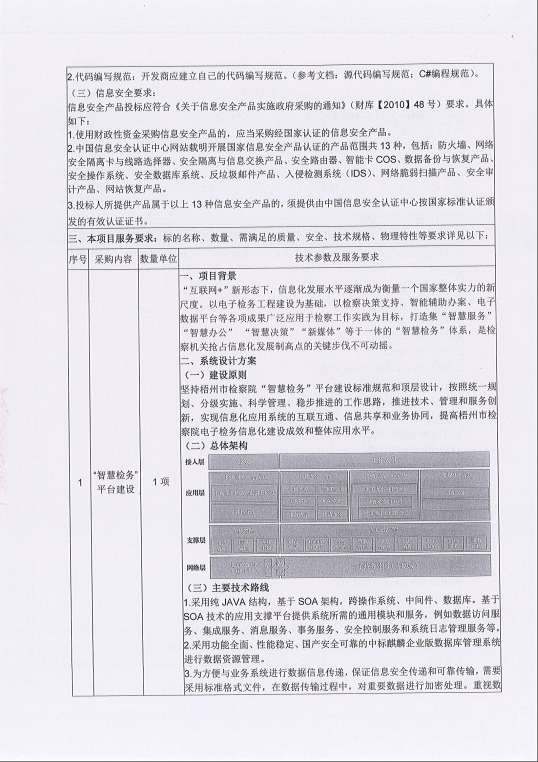 2.代码编写规范：开发商应建立自己的代码编写规范。（参考文档：源代码编写规范；C#编程规范）。
（三）信息安全要求：
信息安全产品投标应符合《关于信息安全产品实施政府采购的通知》（财库【2010】48 号）要求。具体
如下：
1.使用财政性资金采购信息安全产品的，应当采购经国家认证的信息安全产品。
2.中国信息安全认证中心网站载明开展国家信息安全产品认证的产品范围共 13 种，包括：防火墙、网络
安全隔离卡与线路选择器、安全隔离与信息交换产品、安全路由器、智能卡 COS、数据备份与恢复产品、
安全操作系统、安全数据库系统、反垃圾邮件产品、入侵检测系统（IDS）、网络脆弱扫描产品、安全审
计产品、网站恢复产品。
3.投标人所提供产品属于以上 13 种信息安全产品的，须提供由中国信息安全认证中心按国家标准认证颁
发的有效认证证书。
三、本项目服务要求：标的名称、数量、需满足的质量、安全、技术规格、物理特性等要求详见以下：
序号 采购内容 数量单位 技术参数及服务要求
1 “智慧检务”
平台建设 1 项
一、项目背景
“互联网+”新形态下，信息化发展水平逐渐成为衡量一个国家整体实力的新
尺度。以电子检务工程建设为基础，以检察决策支持、智能辅助办案、电子
数据平台等各项成果广泛应用于检察工作实践为目标，打造集“智慧服务”
“智慧办公” “智慧决策”“新媒体”等于一体的“智慧检务”体系，是检
察机关抢占信息化发展制高点的关键步伐不可动摇。
二、系统设计方案
（一）建设原则
坚持梧州市检察院“智慧检务”平台建设标准规范和顶层设计，按照统一规
划、分级实施、科学管理、稳步推进的工作思路，推进技术、管理和服务创
新，实现信息化应用系统的互联互通、信息共享和业务协同，提高梧州市检
察院电子检务信息化建设成效和整体应用水平。
（二）总体架构
接入层
应用层
支撑层
网络层
（三）主要技术路线
1.采用纯 JAVA 结构，基于 SOA 架构，跨操作系统、中间件、数据库。基于
SOA 技术的应用支撑平台提供系统所需的通用模块和服务，例如数据访问服
务、集成服务、消息服务、事务服务、安全控制服务和系统日志管理服务等。
2.采用功能全面、性能稳定、国产安全可靠的中标麒麟企业版数据库管理系统
进行数据资源管理。
3.为方便与业务系统进行数据信息传递，保证信息安全传递和可靠传输，需要
采用标准格式文件，在数据传输过程中，对重要数据进行加密处理。重视数